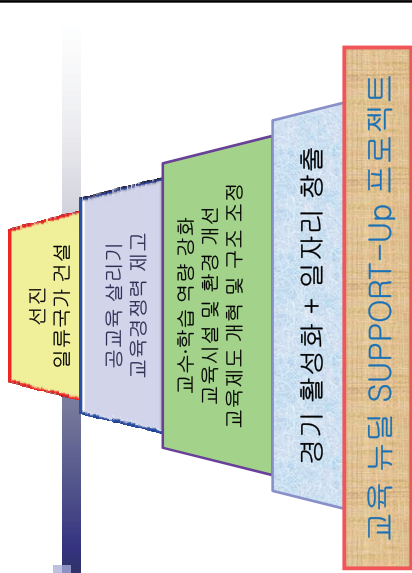 선진
일류국가 건설
공교육 살리기
교육경쟁력 제고
교수·학습 역량 강화
교육시설 및 환경 개선
교육제도 개혁 및 구조 조정
경기 활성화 + 일자리 창출
교육 뉴딜 SUPPORT-Up 프로젝트